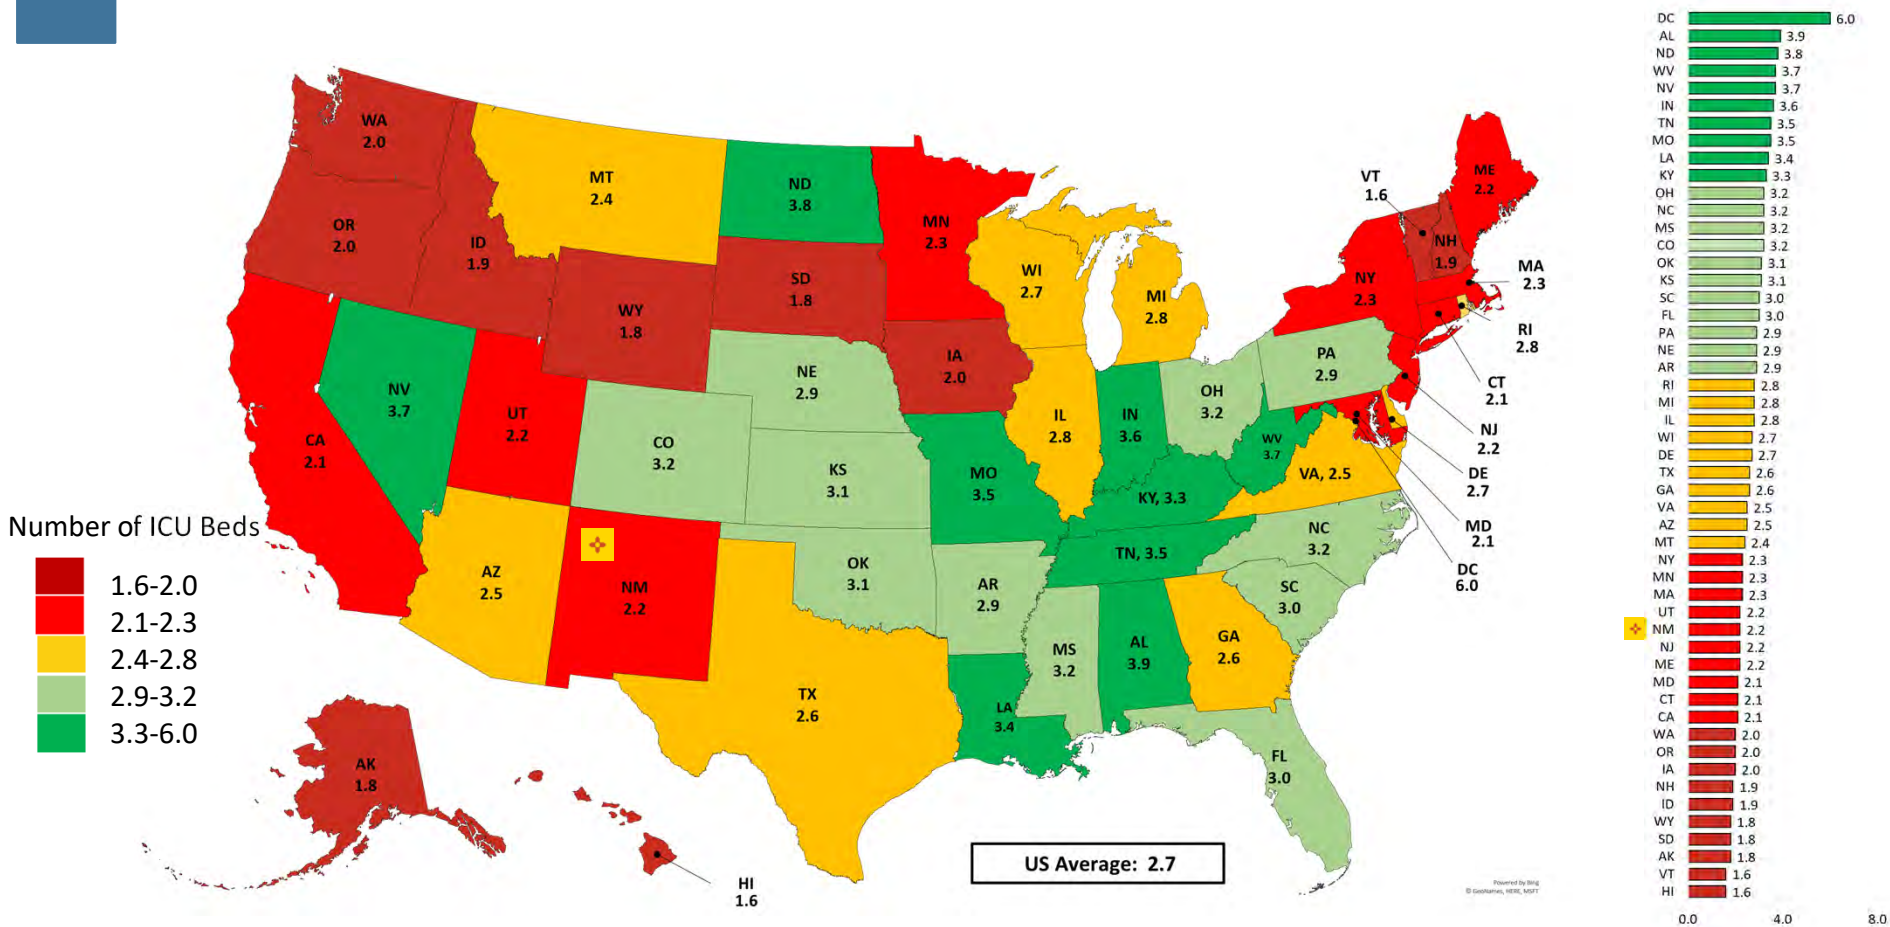 WA
2.0
OR
2.0
ID
1.9
MT
2.4
ND
3.8
MN
2.3
SD
1.8
WY
1.8
WI
2.7
MI
2.8
IA
2.0
NE
2.9
NV
3.7
UT
2.2
CA
2.1
CO
3.2
KS
3.1
MO
3.5
IL
2.8
IN
3.6
OH
3.2
PA
2.9
WV
3.7
VA, 2.5
KY, 3.3
TN, 3.5
NC
3.2
SC
3.0
AZ
2.5
NM
2.2
OK
3.1
AR
2.9
MS
3.2
AL
3.9
GA
2.6
TX
2.6
LA
3.4
FL
3.0
AK
1.8
HI
1.6
VT
1.6
NH
1.9
ME
2.2
NY
2.3
MA
2.3
RI
2.8
CT
2.1
NJ
2.2
DE
2.7
MD
2.1
DC
6.0
Number of ICU Beds
1.6-2.0
2.1-2.3
2.4-2.8
2.9-3.2
3.3-6.0
US Average: 2.7
Powered by Bing
© GeoNames, HERE, MSFT
DC 6.0
AL 3.9
ND 3.8
WV 3.7
NV 3.7
IN 3.6
TN 3.5
MO 3.5
LA 3.4
KY 3.3
OH 3.2
NC 3.2
MS 3.2
CO 3.2
OK 3.1
KS 3.1
SC 3.0
FL 3.0
PA 2.9
NE 2.9
AR 2.9
RI 2.8
MI 2.8
IL 2.8
WI 2.7
DE 2.7
TX 2.6
GA 2.6
VA 2.5
AZ 2.5
MT 2.4
NY 2.3
MN 2.3
MA 2.3
UT 2.2
NM 2.2
NJ 2.2
ME 2.2
MD 2.1
CT 2.1
CA 2.1
WA 2.0
OR 2.0
IA 2.0
NH 1.9
ID 1.9
WY 1.8
SD 1.8
AK 1.8
VT 1.6
HI 1.6
0.0 4.0 8.0